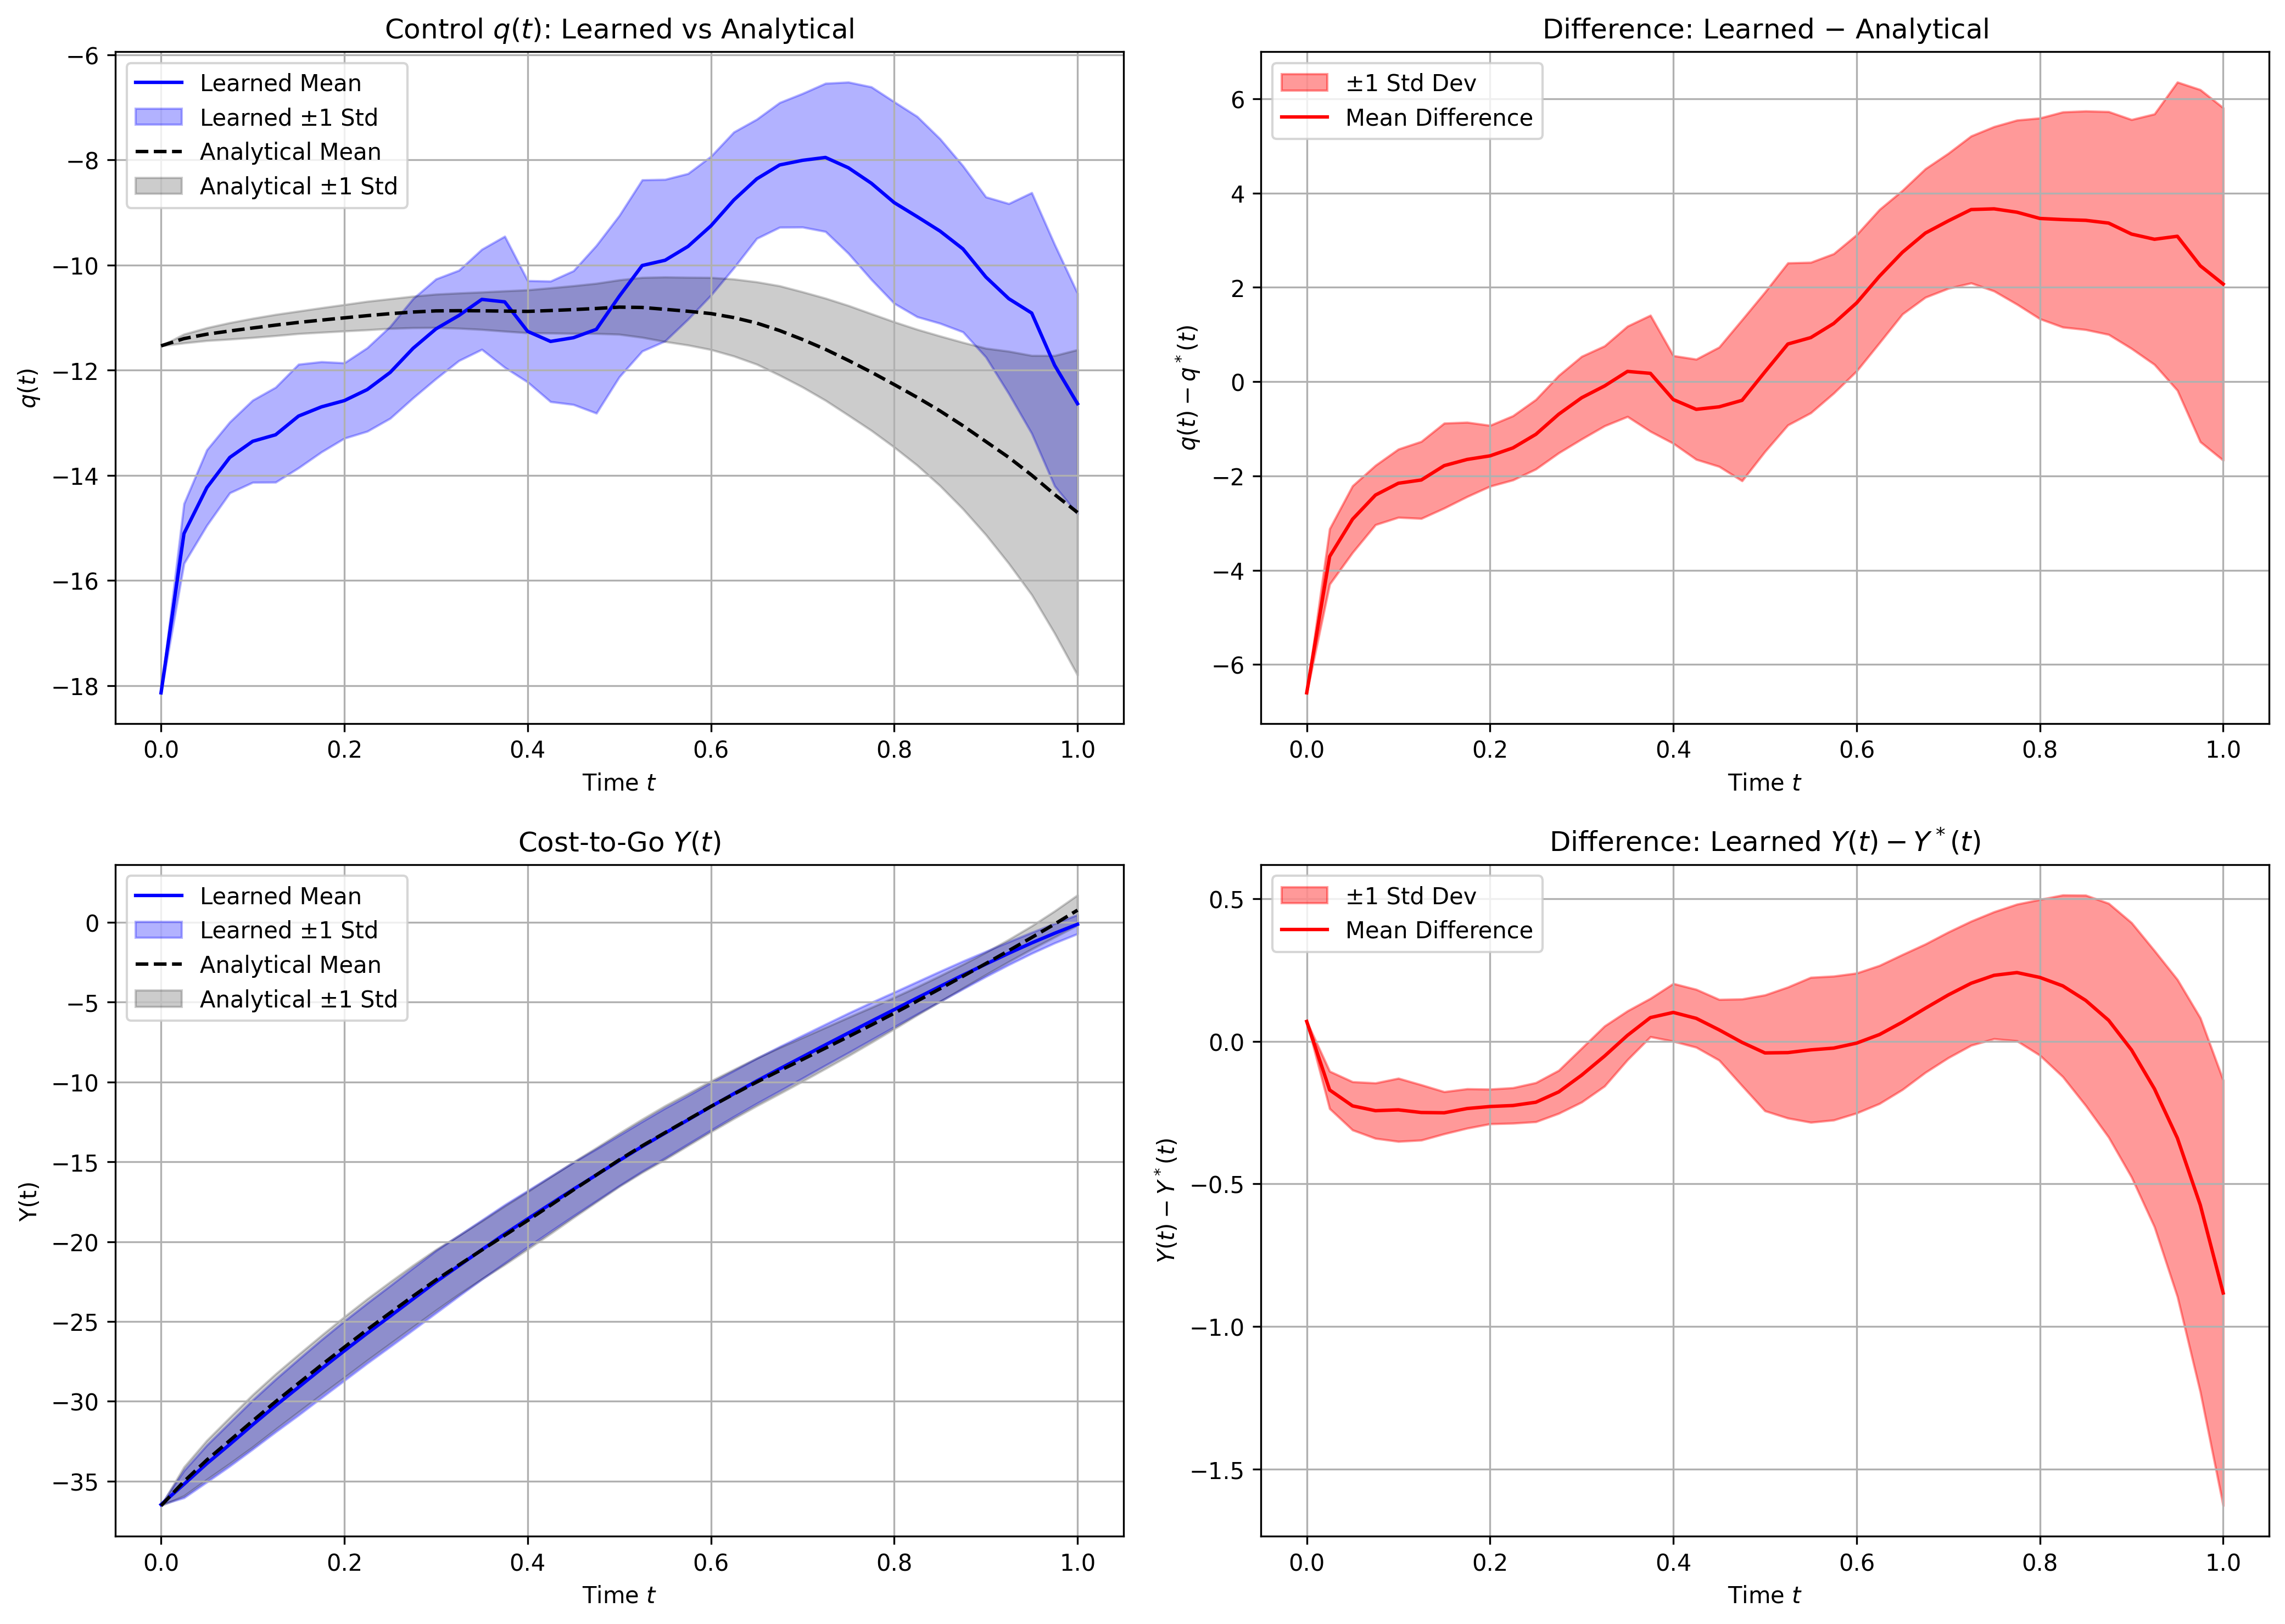 Control q(t): Learned vs Analytical
Learned Mean
Learned ±1 Std
Analytical Mean
Analytical ±1 Std
q(t)
−6
−8
−10
−12
−14
−16
−18
0.0 0.2 0.4 0.6 0.8 1.0
Time t
Difference: Learned − Analytical
±1 Std Dev
Mean Difference
q(t) − q*(t)
6
4
2
0
−2
−4
−6
0.0 0.2 0.4 0.6 0.8 1.0
Time t
Cost-to-Go Y(t)
Learned Mean
Learned ±1 Std
Analytical Mean
Analytical ±1 Std
Y(t)
0
−5
−10
−15
−20
−25
−30
−35
0.0 0.2 0.4 0.6 0.8 1.0
Time t
Difference: Learned Y(t) − Y*(t)
±1 Std Dev
Mean Difference
Y(t) − Y*(t)
0.5
0.0
−0.5
−1.0
−1.5
0.0 0.2 0.4 0.6 0.8 1.0
Time t